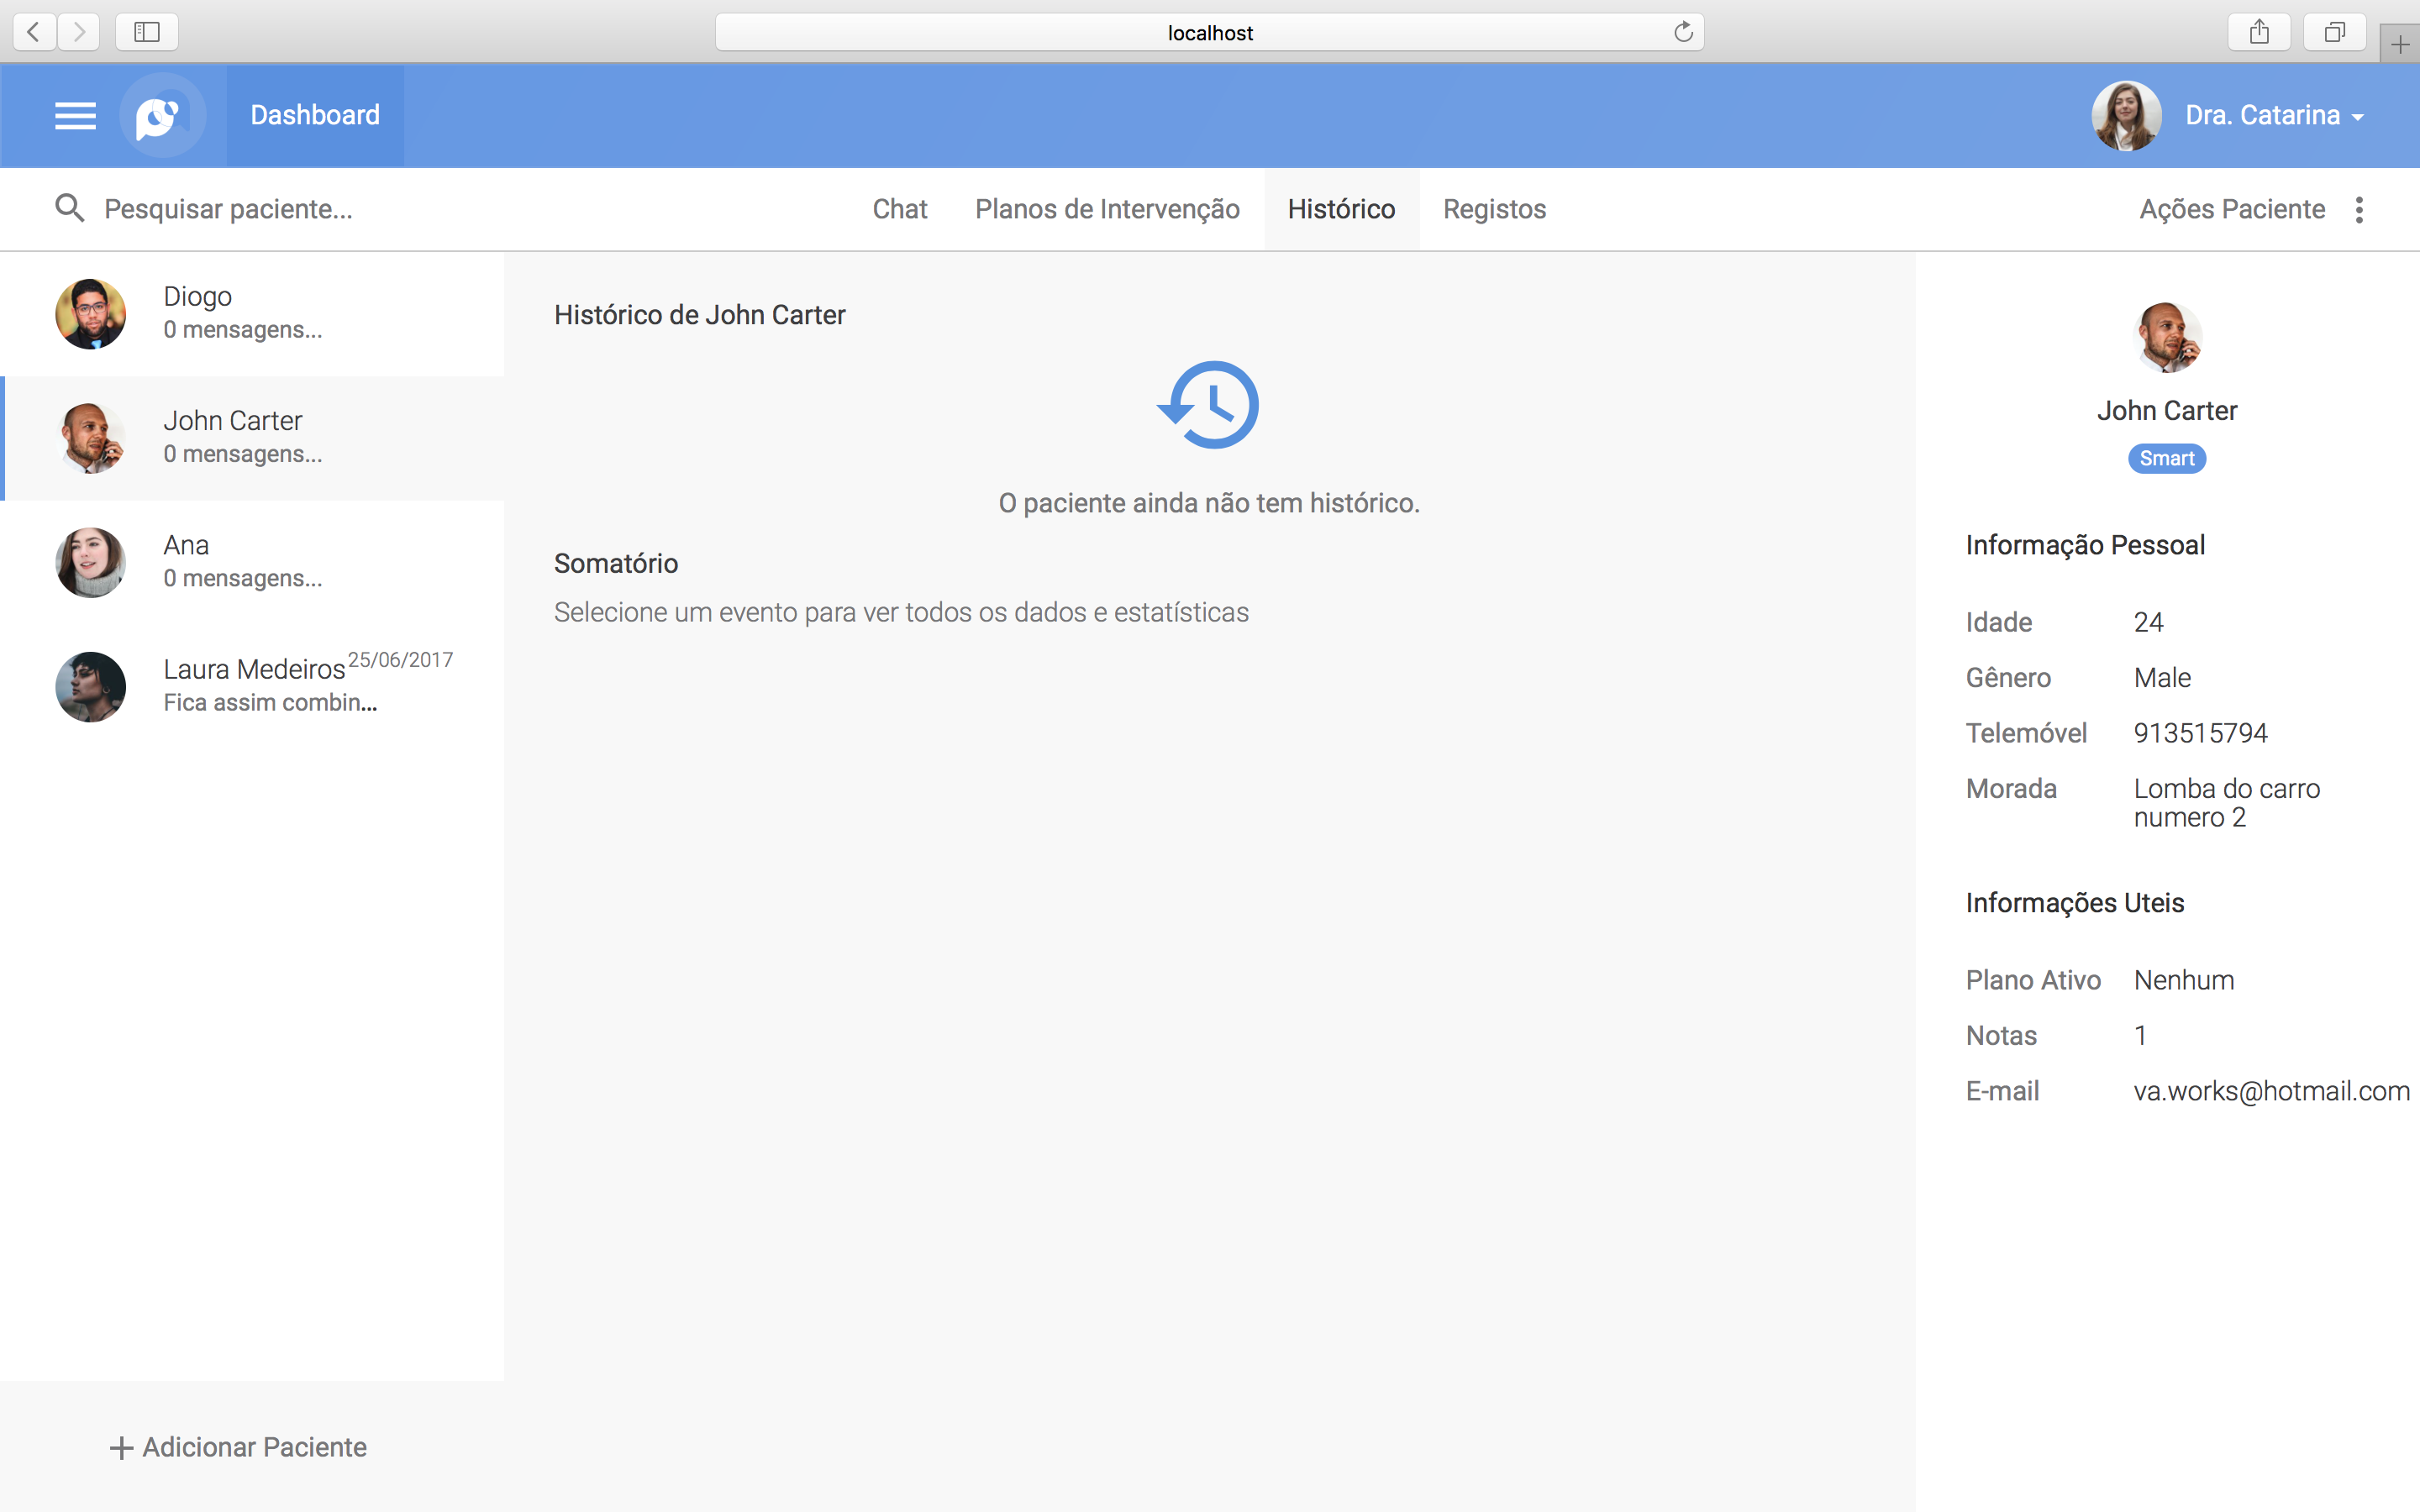 localhost
Dashboard
Dra. Catarina
Pesquisar paciente...
Chat
Planos de Intervenção
Histórico
Registos
Ações Paciente
Diogo
0 mensagens...
John Carter
0 mensagens...
Ana
0 mensagens...
Laura Medeiros 25/06/2017
Fica assim combin...
Adicionar Paciente
Histórico de John Carter
O paciente ainda não tem histórico.
Somatório
Selecione um evento para ver todos os dados e estatísticas
John Carter
Smart
Informação Pessoal
Idade 24
Gênero Male
Telemóvel 913515794
Morada Lomba do carro
numero 2
Informações Uteis
Plano Ativo Nenhum
Notas 1
E-mail va.works@hotmail.com